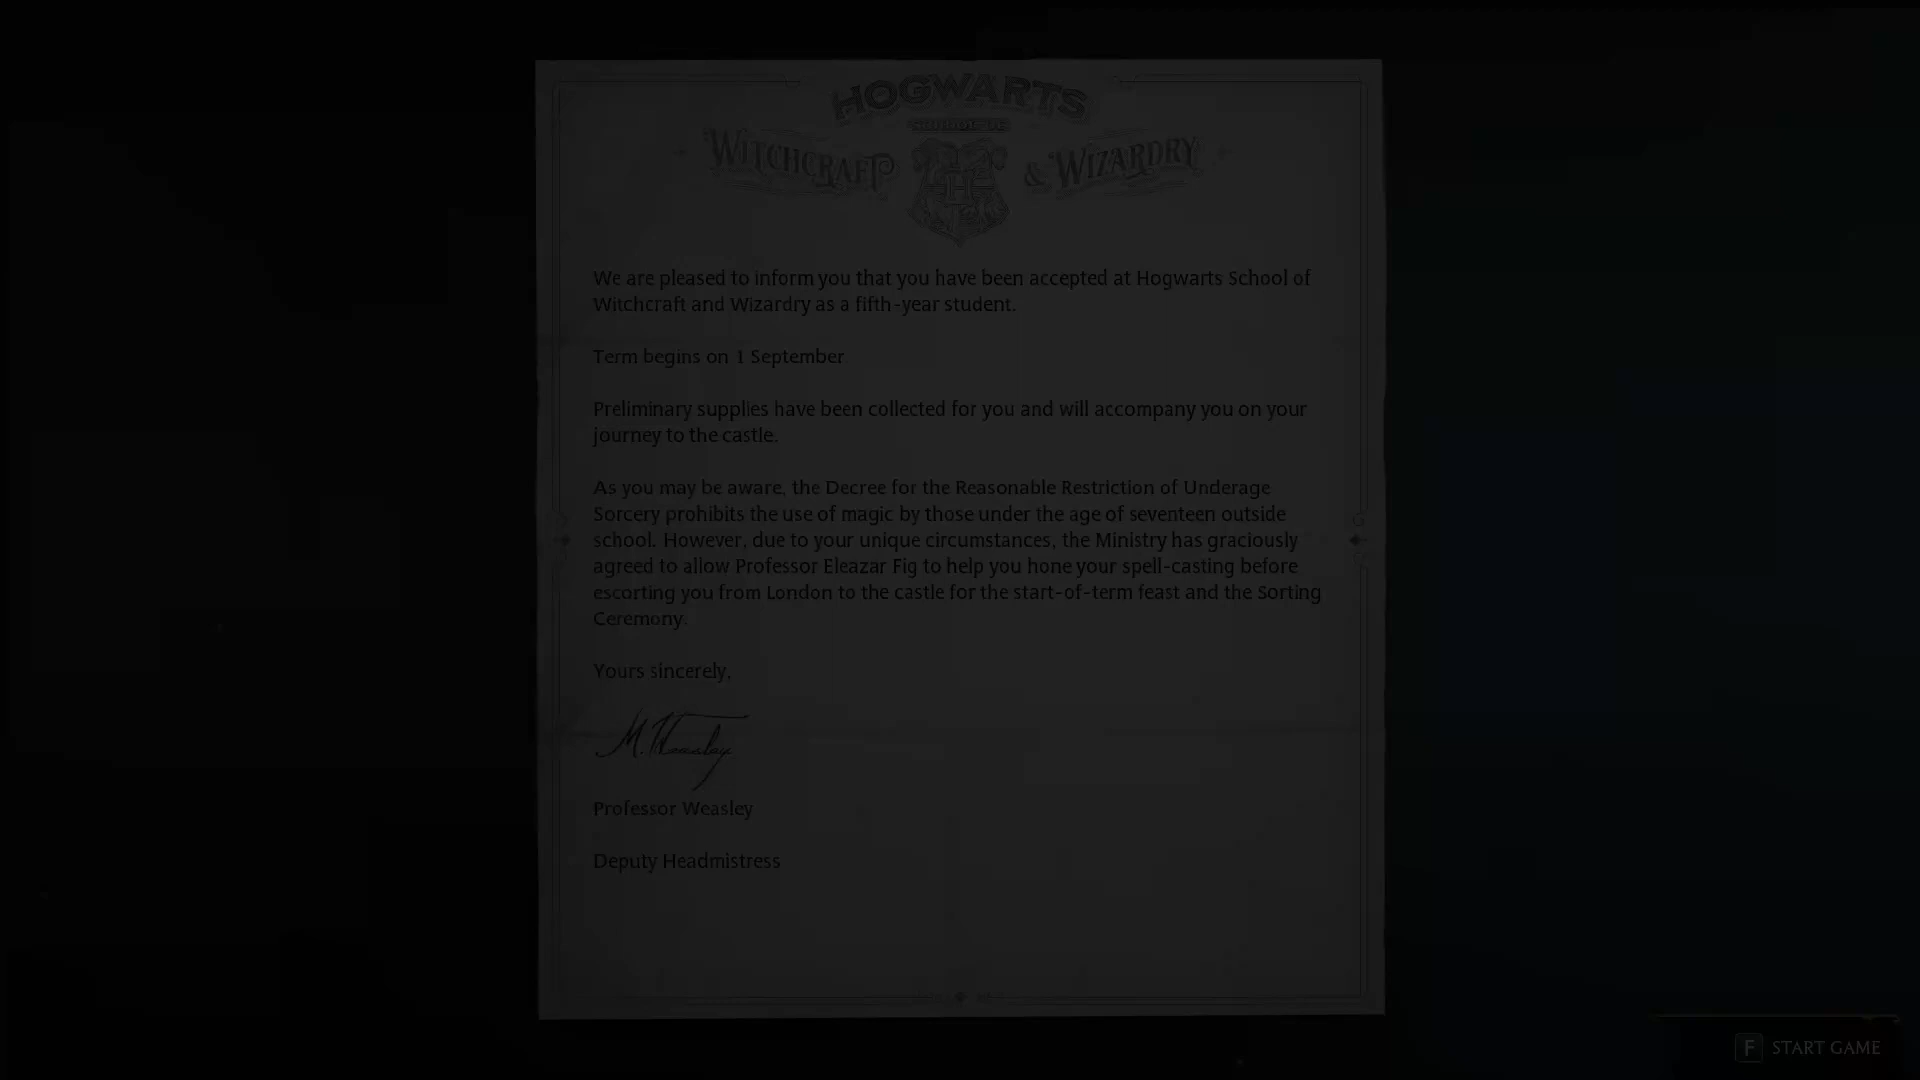 HOGWARTS
SCHOOL OF
WITCHCRAFT & WIZARDRY
H
We are pleased to inform you that you have been accepted at Hogwarts School of
Witchcraft and Wizardry as a fifth-year student.
Term begins on 1 September
Preliminary supplies have been collected for you and will accompany you on your
journey to the castle.
As you may be aware, the Decree for the Reasonable Restriction of Underage
Sorcery prohibits the use of magic by those under the age of seventeen outside
school. However, due to your unique circumstances, the Ministry has graciously
agreed to allow Professor Eleazar Fig to help you hone your spell-casting before
escorting you from London to the castle for the start-of-term feast and the Sorting
Ceremony.
Yours sincerely,
M. Weasley
Professor Weasley
Deputy Headmistress
F START GAME